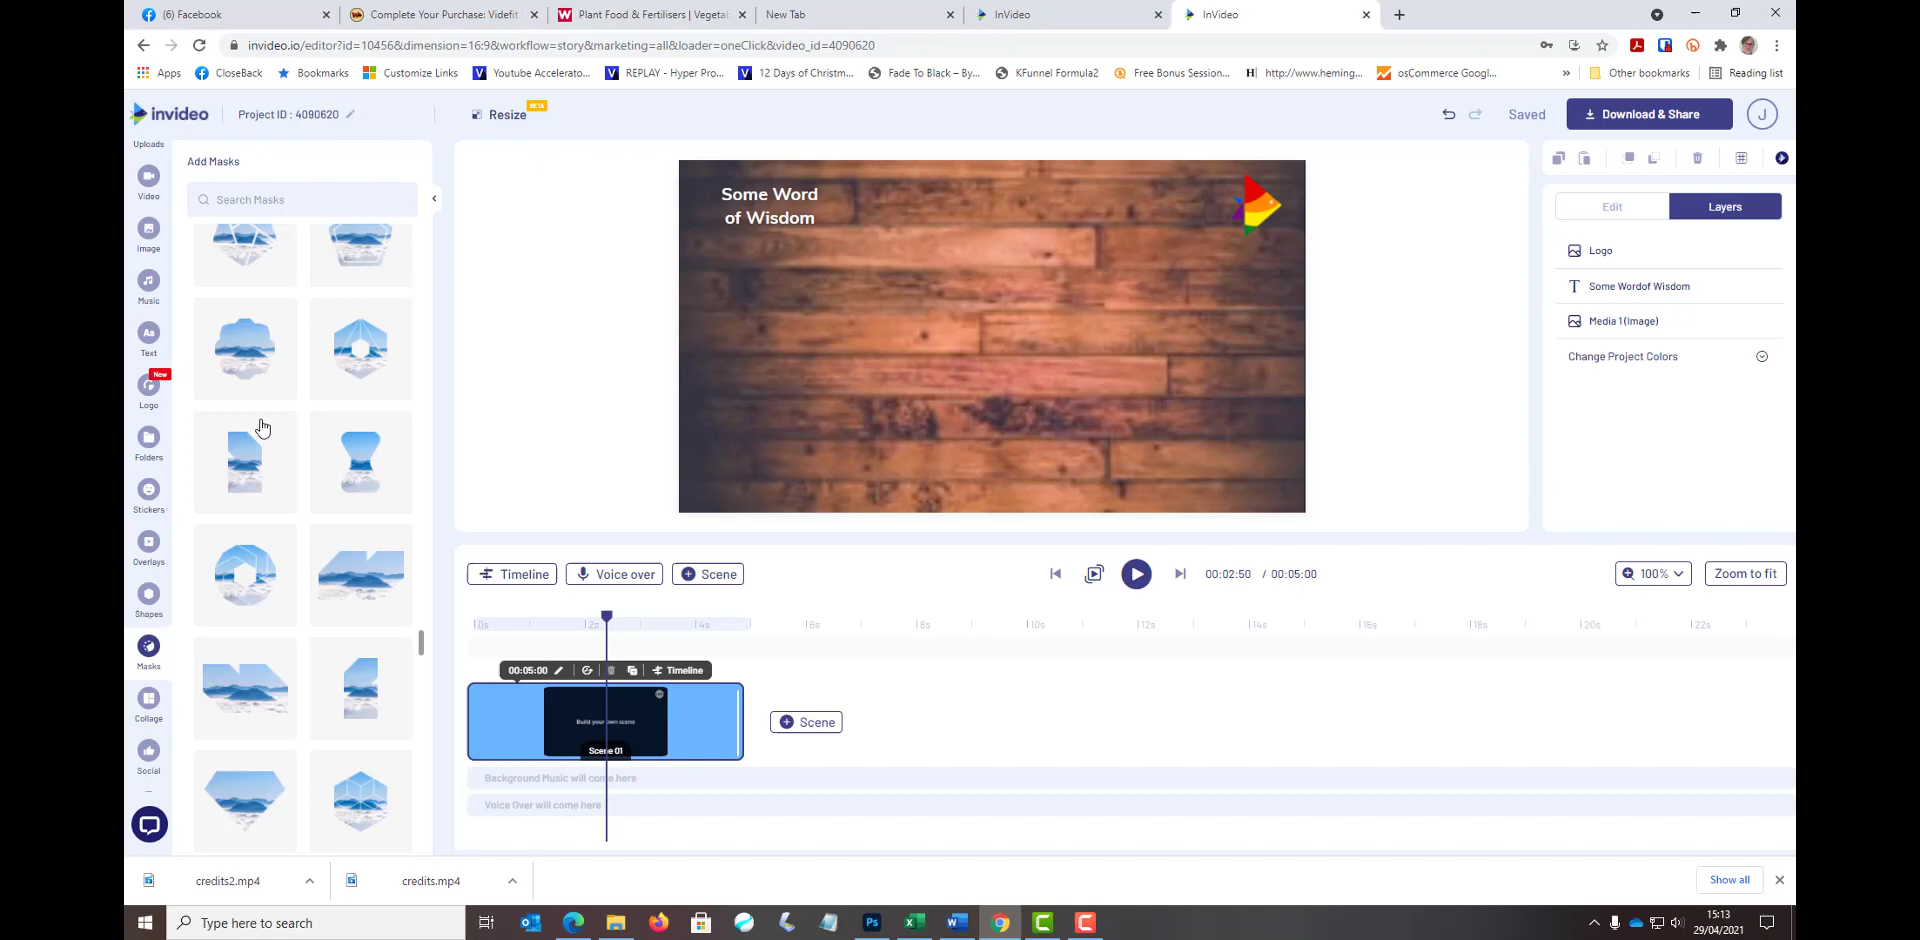 (6) Facebook
Complete Your Purchase: Videfit
Plant Food & Fertilisers | Vegetab
New Tab
InVideo
InVideo
invideo.io/editor?id=10456&dimension=16:9&workflow=story&marketing=all&loader=oneClick&video_id=4090620
Apps
CloseBack
Bookmarks
Customize Links
Youtube Accelerato...
REPLAY - Hyper Pro...
12 Days of Christm...
Fade To Black – By...
KFunnel Formula2
Free Bonus Session...
http://www.heming...
osCommerce Googl...
»
Other bookmarks
Reading list
invideo
Project ID : 4090620
Resize
BETA
Saved
Download & Share
J
Uploads
Video
Image
Music
Aa
Text
New
Logo
Folders
Stickers
Overlays
Shapes
Masks
Collage
Social
Add Masks
Search Masks
Some Word
of Wisdom
Edit
Layers
Logo
T Some Wordof Wisdom
Media 1(Image)
Change Project Colors
Timeline
Voice over
Scene
00:02:50 / 00:05:00
100%
Zoom to fit
0s 2s 4s 6s 8s 10s 12s 14s 16s 18s 20s 22s
00:05:00
Timeline
Build your own scene
Scene 01
Scene
Background Music will come here
Voice Over will come here
credits2.mp4
credits.mp4
Show all
Type here to search
Ps
15:13
29/04/2021